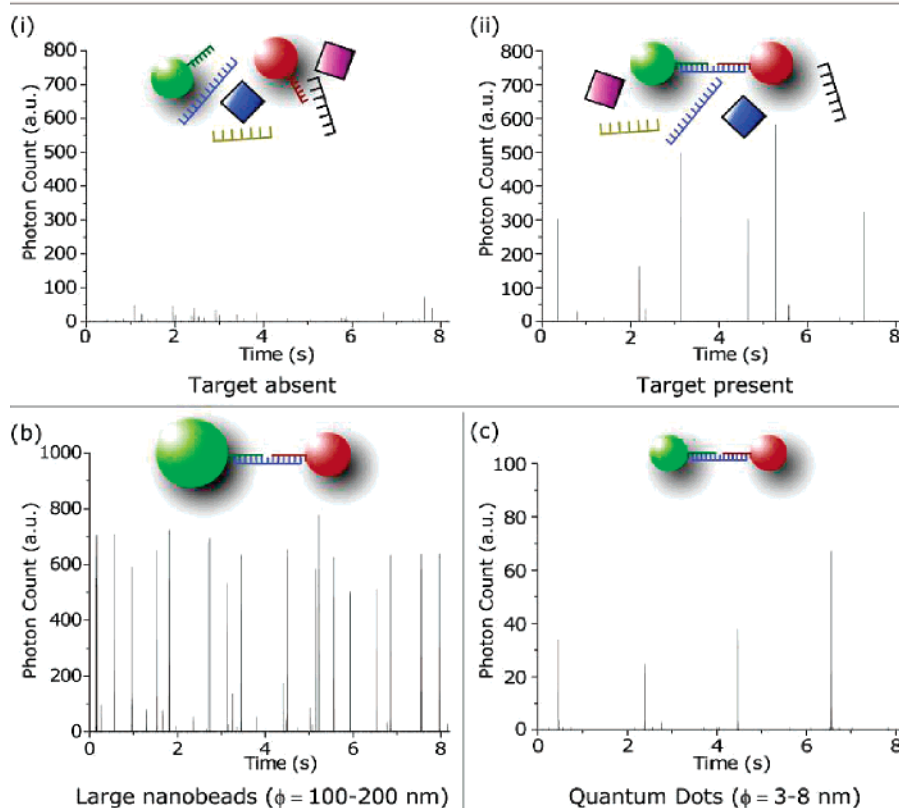 (i)
800
700
600
500
400
300
200
100
0
Photon Count (a.u.)
0 2 4 6 8
Time (s)
Target absent
(ii)
800
700
600
500
400
300
200
100
0
Photon Count (a.u.)
0 2 4 6 8
Time (s)
Target present
(b)
1000
800
600
400
200
0
Photon Count (a.u.)
0 2 4 6 8
Time (s)
Large nanobeads (ϕ = 100-200 nm)
(c)
100
80
60
40
20
0
Photon Count (a.u.)
0 2 4 6 8
Time (s)
Quantum Dots (ϕ = 3-8 nm)